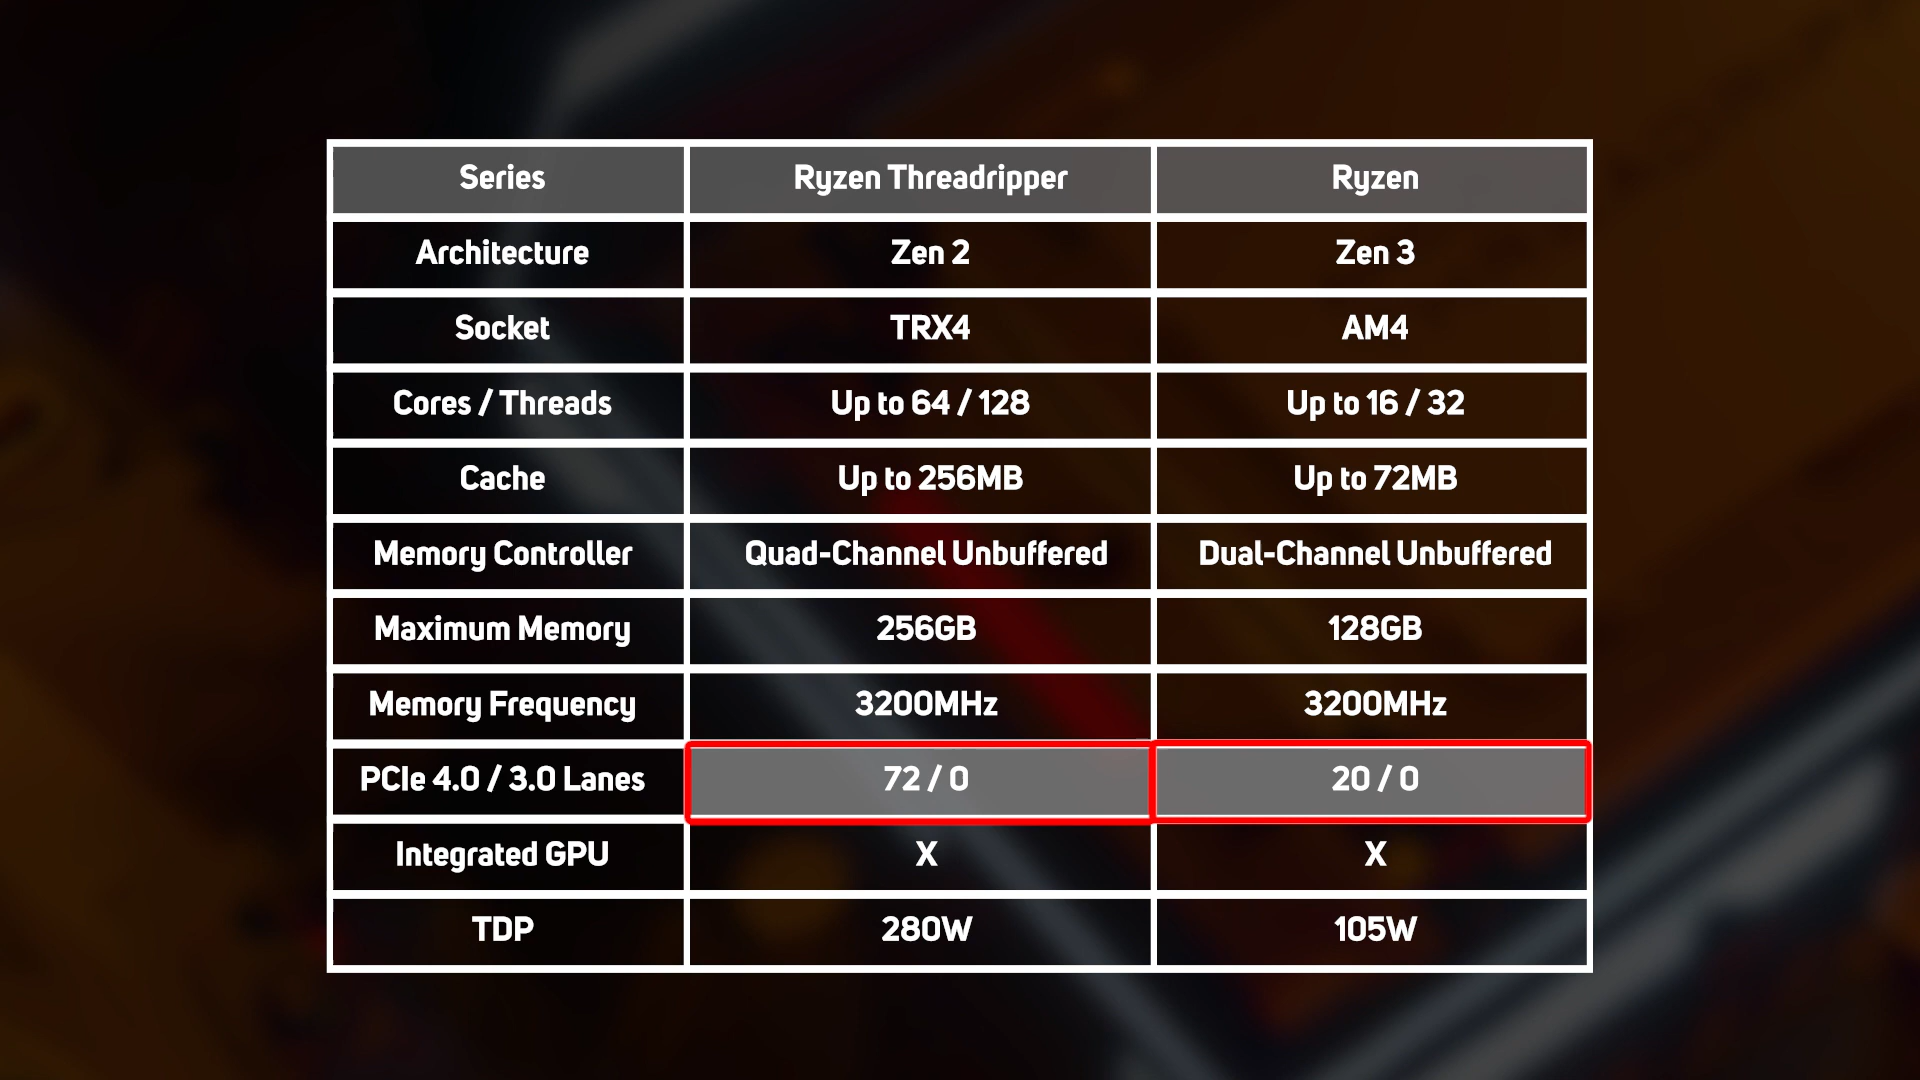 Series Ryzen Threadripper Ryzen
Architecture Zen 2 Zen 3
Socket TRX4 AM4
Cores / Threads Up to 64 / 128 Up to 16 / 32
Cache Up to 256MB Up to 72MB
Memory Controller Quad-Channel Unbuffered Dual-Channel Unbuffered
Maximum Memory 256GB 128GB
Memory Frequency 3200MHz 3200MHz
PCIe 4.0 / 3.0 Lanes 72 / 0 20 / 0
Integrated GPU X X
TDP 280W 105W